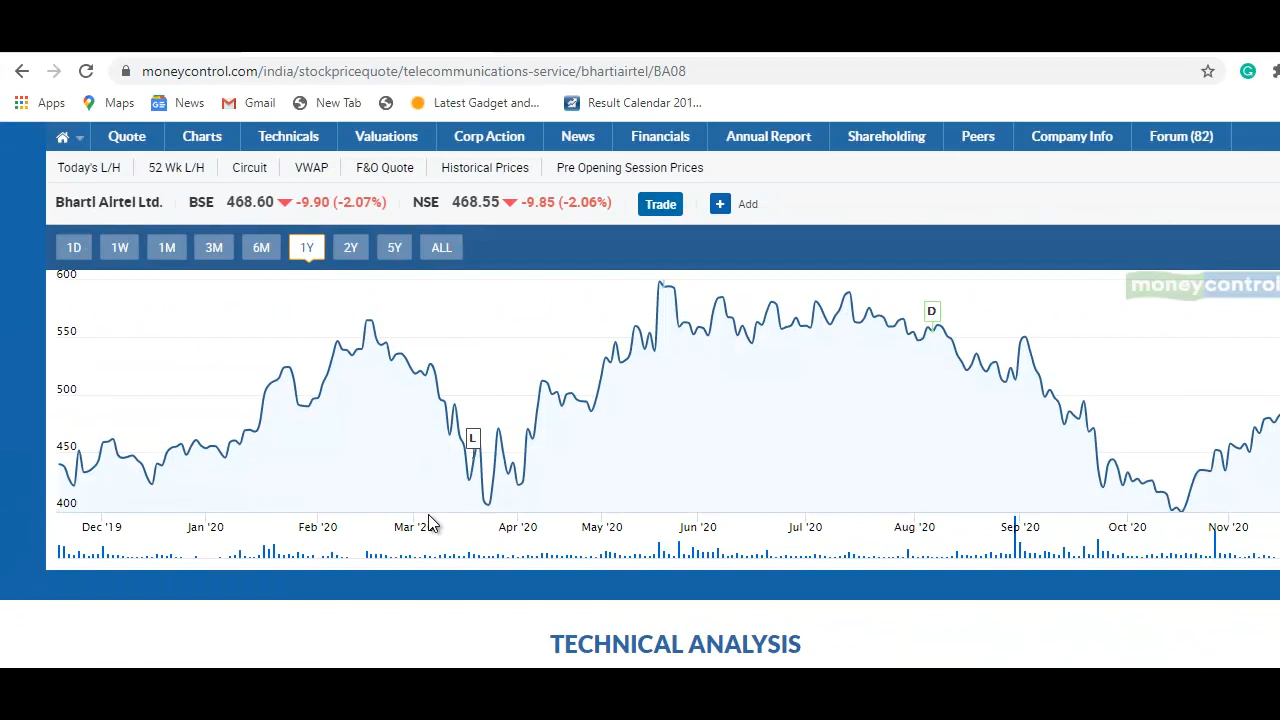 moneycontrol.com/india/stockpricequote/telecommunications-service/bhartiairtel/BA08
Apps Maps News Gmail New Tab Latest Gadget and... Result Calendar 201...
Quote Charts Technicals Valuations Corp Action News Financials Annual Report Shareholding Peers Company Info Forum (82)
Today's L/H 52 Wk L/H Circuit VWAP F&O Quote Historical Prices Pre Opening Session Prices
Bharti Airtel Ltd. BSE 468.60 -9.90 (-2.07%) NSE 468.55 -9.85 (-2.06%) Trade + Add
1D 1W 1M 3M 6M 1Y 2Y 5Y ALL
600
moneycontrol
D
550
500
L
450
400
Dec '19 Jan '20 Feb '20 Mar '20 Apr '20 May '20 Jun '20 Jul '20 Aug '20 Sep '20 Oct '20 Nov '20
TECHNICAL ANALYSIS